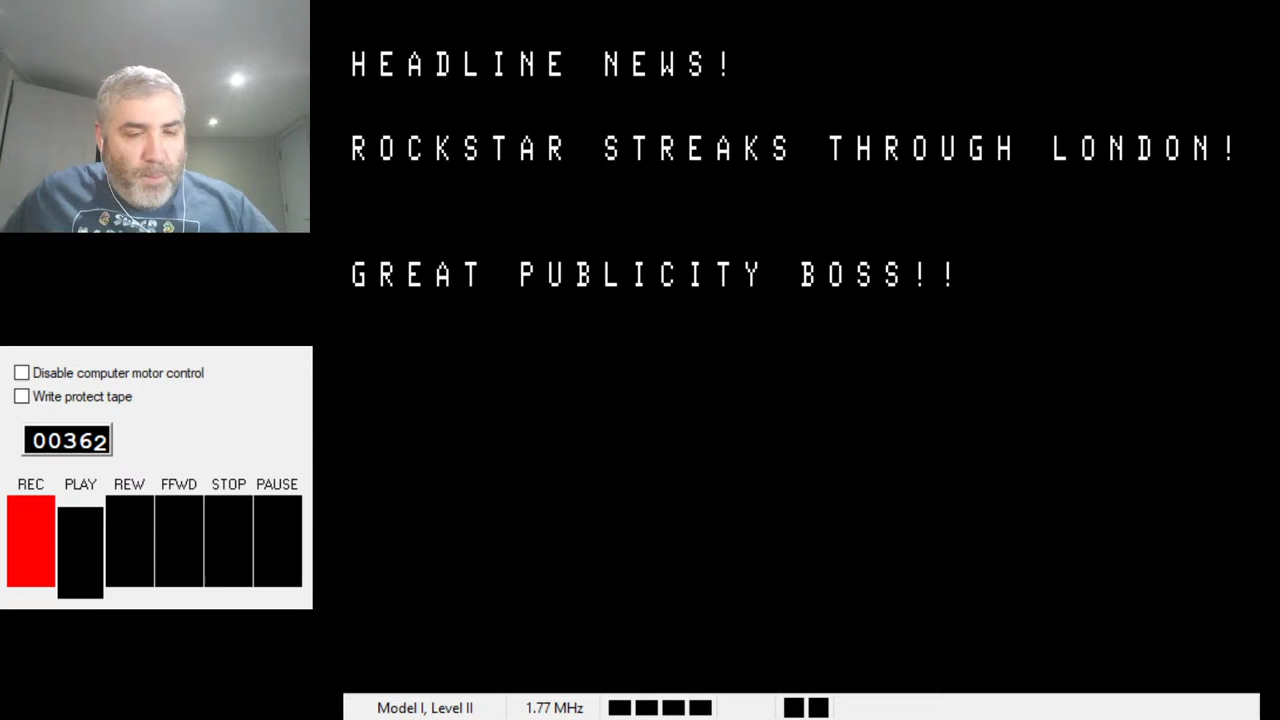 HEADLINE NEWS!
ROCKSTAR STREAKS THROUGH LONDON!
GREAT PUBLICITY BOSS!!
SUPER
Disable computer motor control
Write protect tape
00362
REC PLAY REW FFWD STOP PAUSE
Model I, Level II 1.77 MHz